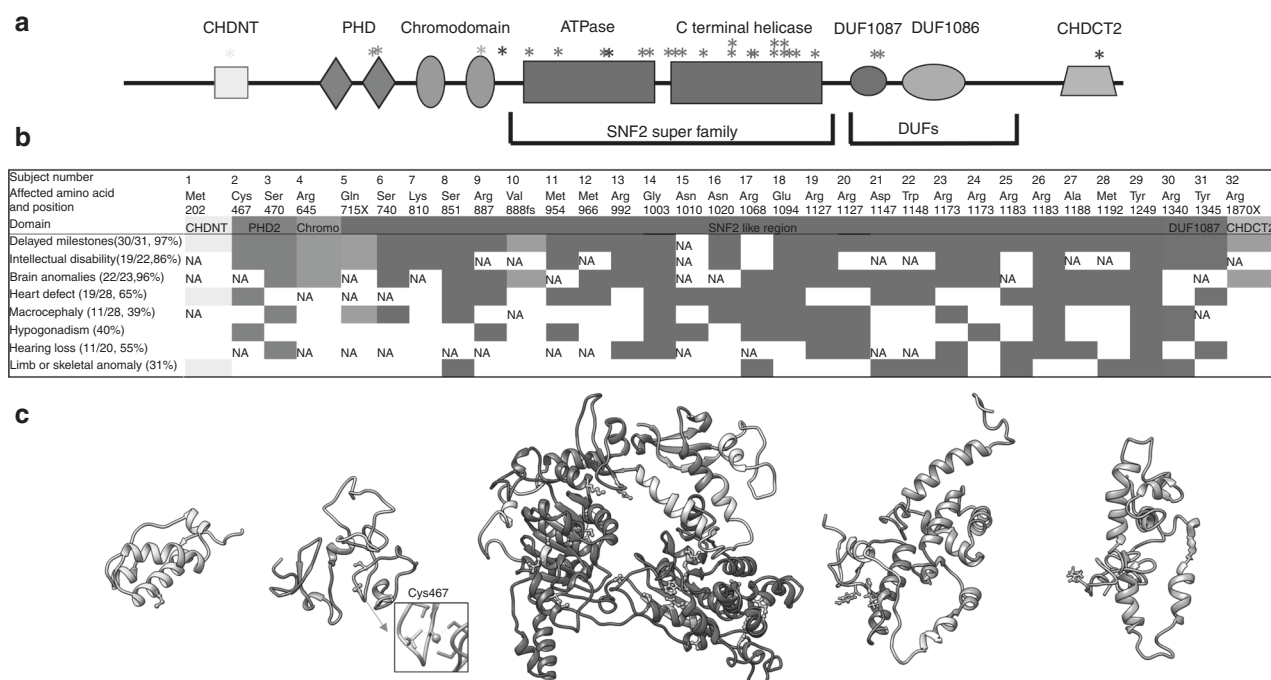 a
CHDNT PHD Chromodomain ATPase C terminal helicase DUF1087 DUF1086 CHDCT2
* ** * * * * ** ** *** * ** * ** ** * * ** *
SNF2 super family DUFs
b
Subject number 1 2 3 4 5 6 7 8 9 10 11 12 13 14 15 16 17 18 19 20 21 22 23 24 25 26 27 28 29 30 31 32
Affected amino acid Met Cys Ser Arg Gln Ser Lys Ser Arg Val Met Met Arg Gly Asn Asn Arg Glu Arg Arg Asp Trp Arg Arg Arg Arg Ala Met Tyr Arg Tyr Arg
and position 202 467 470 645 715X 740 810 851 887 888fs 954 966 992 1003 1010 1020 1068 1094 1127 1127 1147 1148 1173 1173 1183 1183 1188 1192 1249 1340 1345 1870X
Domain CHDNT PHD2 Chromo SNF2 like region DUF1087 CHDCT2
Delayed milestones(30/31, 97%) NA
Intellectual disability(19/22,86%) NA NA NA NA NA NA NA NA NA NA
Brain anomalies (22/23,96%) NA NA NA NA NA NA NA NA NA
Heart defect (19/28, 65%) NA NA NA
Macrocephaly (11/28, 39%) NA NA NA
Hypogonadism (40%)
Hearing loss (11/20, 55%) NA NA NA NA NA NA NA NA NA NA NA NA
Limb or skeletal anomaly (31%)
c
Cys467